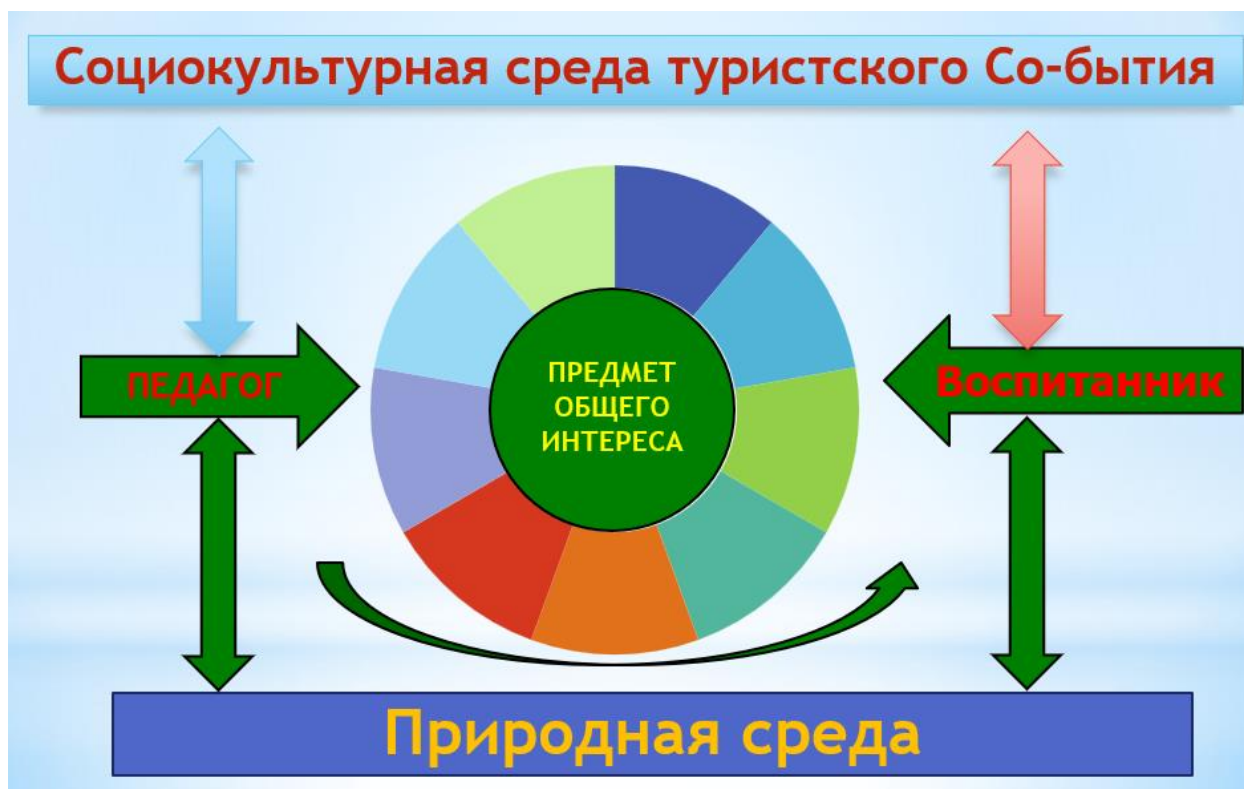 Социокультурная среда туристского Со-бытия
ПЕДАГОГ
ПРЕДМЕТ
ОБЩЕГО
ИНТЕРЕСА
Воспитанник
Природная среда